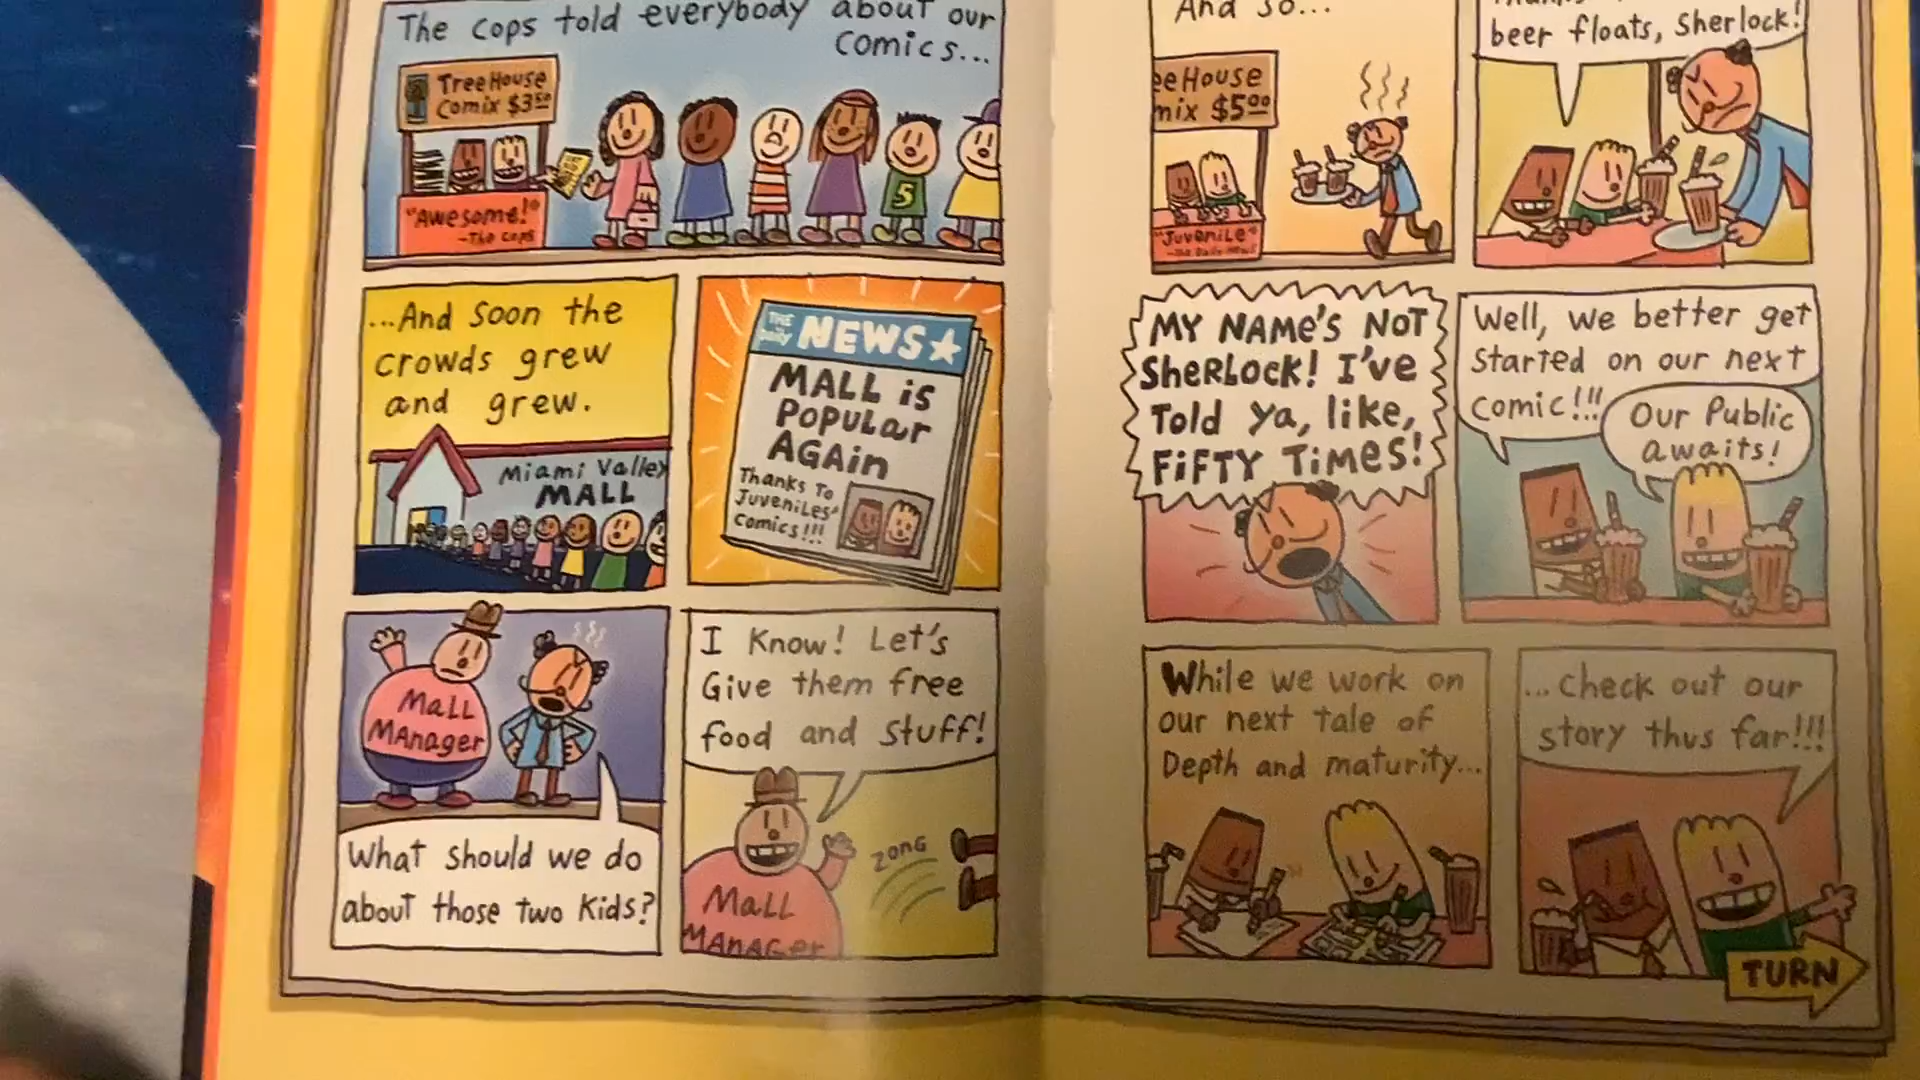 The cops told everybody about our
comics...
TreeHouse
Comix $3.50
"Awesome!"
-The Cops
5
...And soon the
crowds grew
and grew.
Miami Valley
MALL
THE Daily
NEWS
MALL is
POPULar
AGAin
Thanks To
Juveniles'
Comics!!!
MaLL
MAnager
What should we do
about those two Kids?
I Know! Let's
Give them free
food and stuff!
ZONG
MaLL
MAnAGer
And so...
ee House
mix $5.00
"Juvenile"
beer floats, Sherlock!
MY NAMe'S NoT
SheRLocK! I've
Told ya, like,
FiFTY TiMes!
Well, we better get
started on our next
comic!!!
Our Public
awaits!
While we work on
our next tale of
Depth and maturity...
...check out our
story thus far!!!
TURN